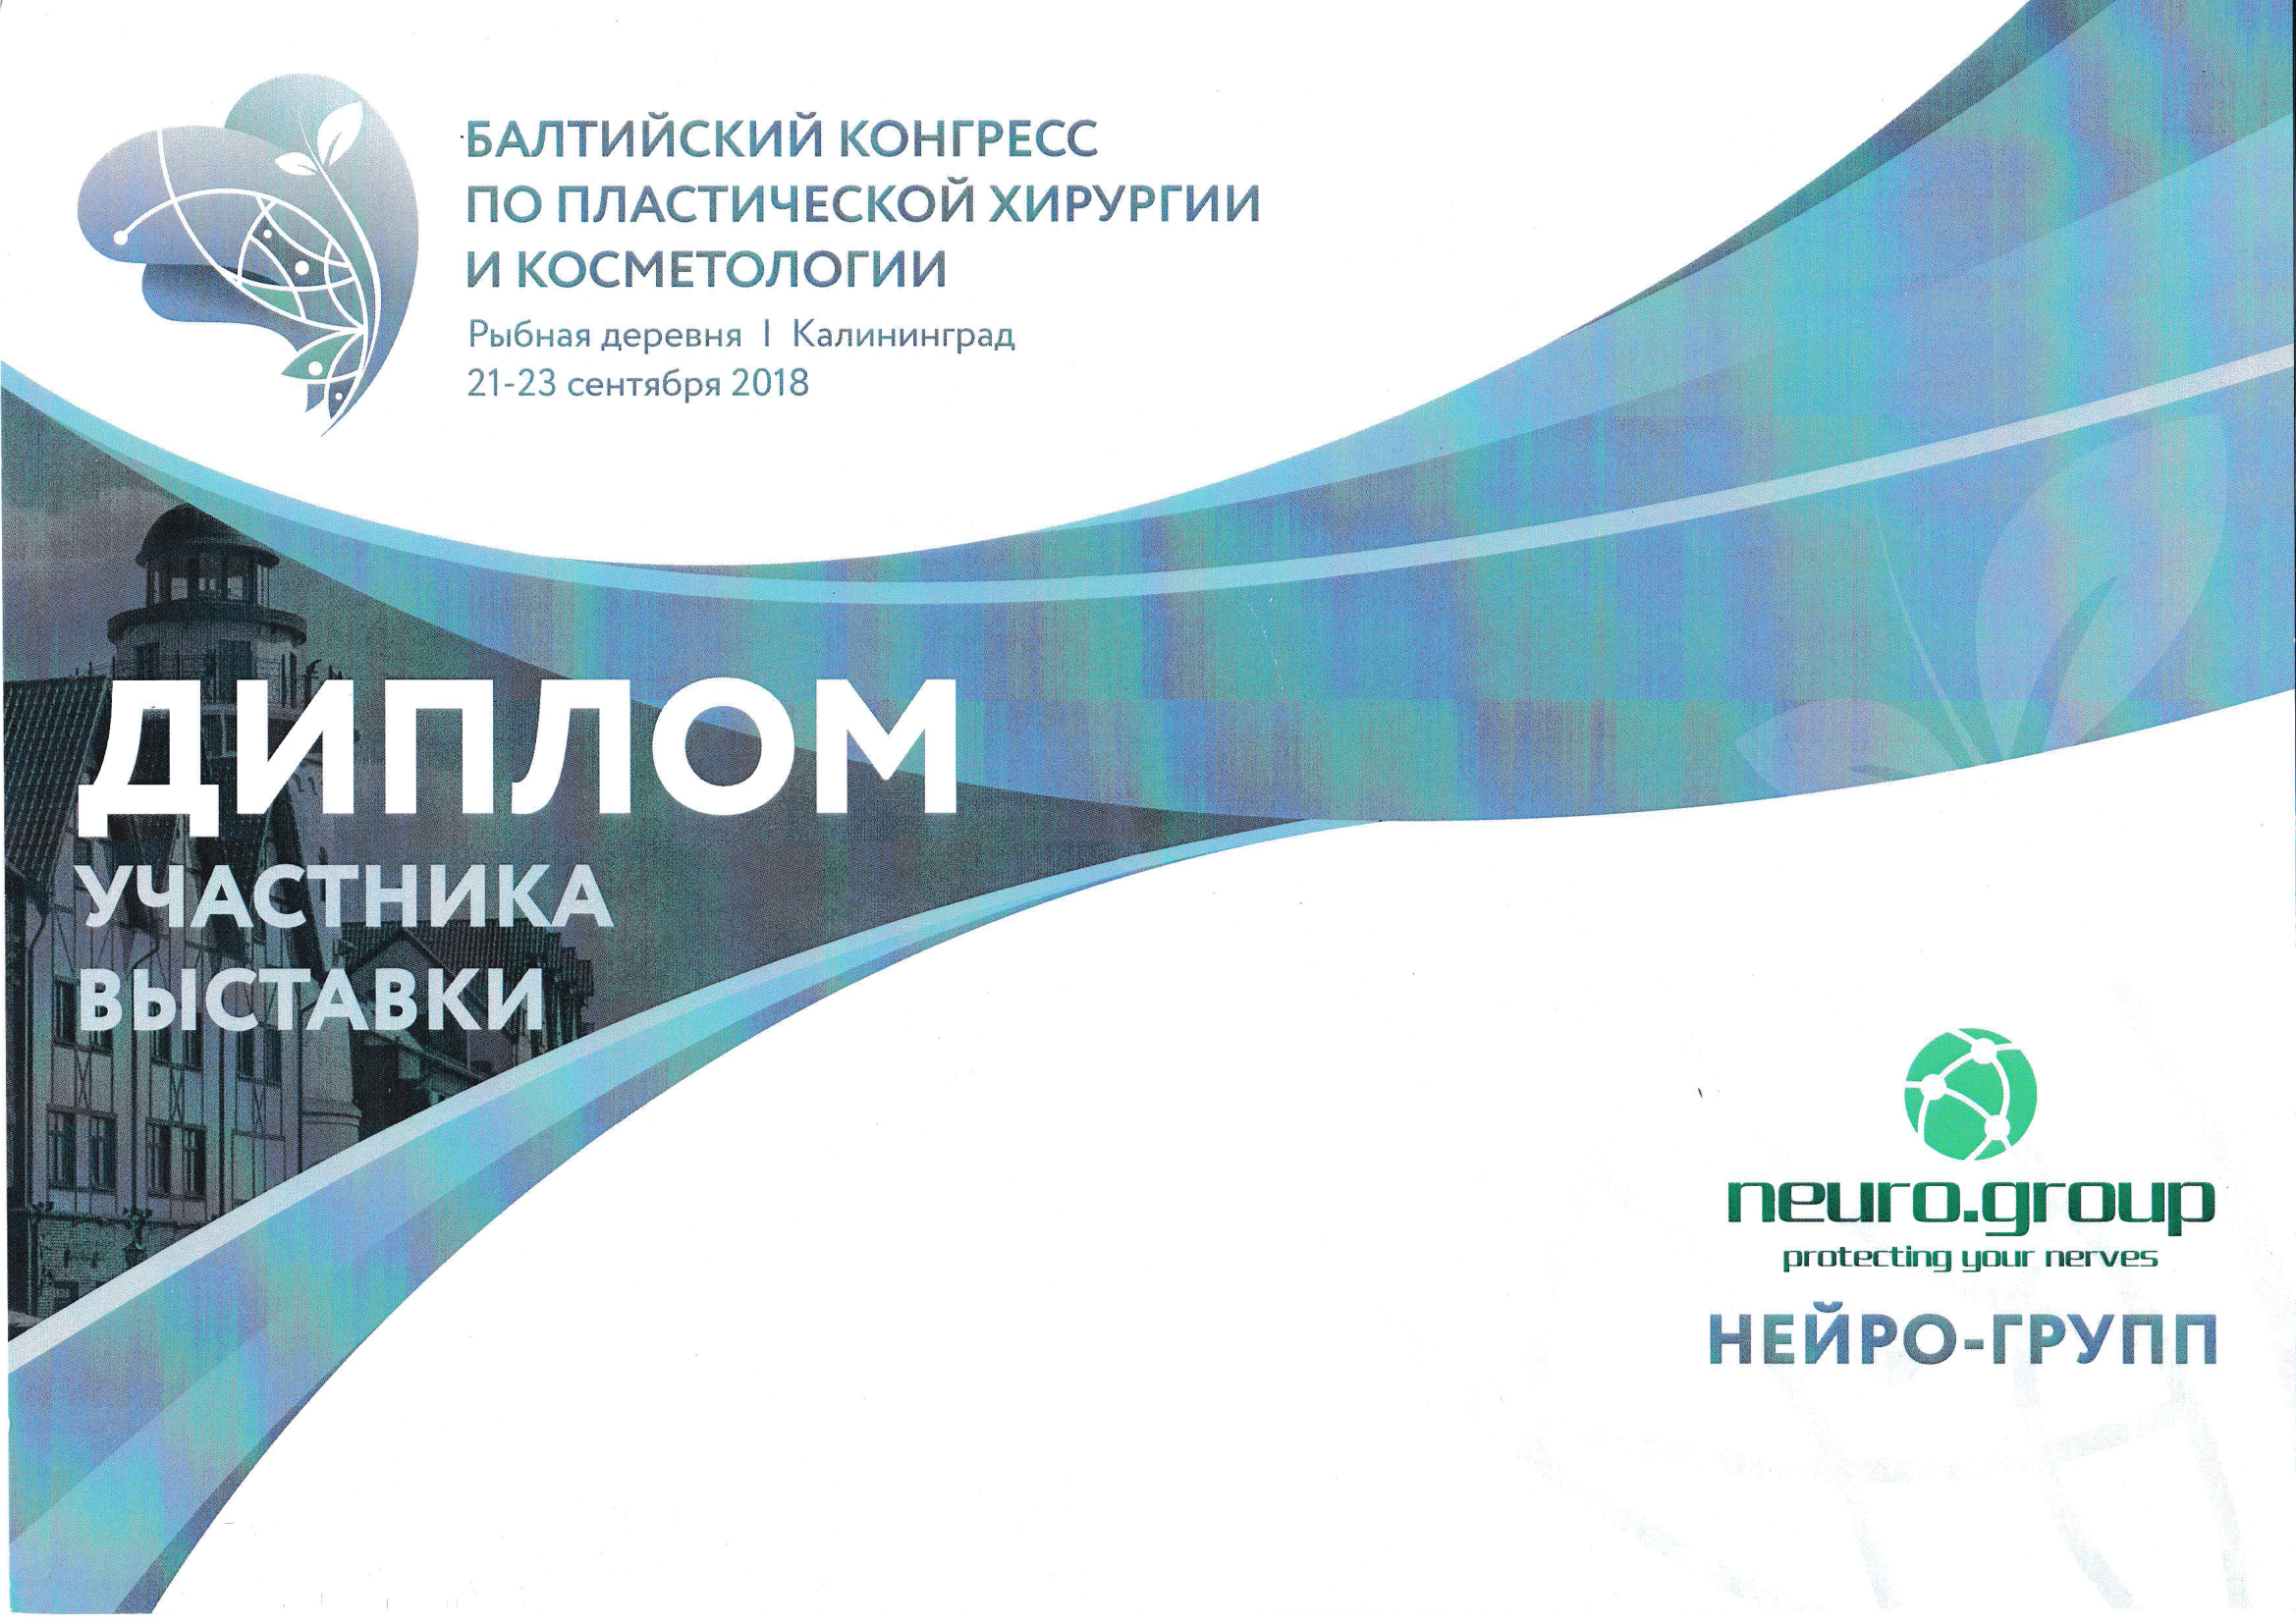 БАЛТИЙСКИЙ КОНГРЕСС
ПО ПЛАСТИЧЕСКОЙ ХИРУРГИИ
И КОСМЕТОЛОГИИ
Рыбная деревня | Калининград
21-23 сентября 2018
ДИПЛОМ
УЧАСТНИКА
ВЫСТАВКИ
neuro.group
protecting your nerves
НЕЙРО-ГРУПП